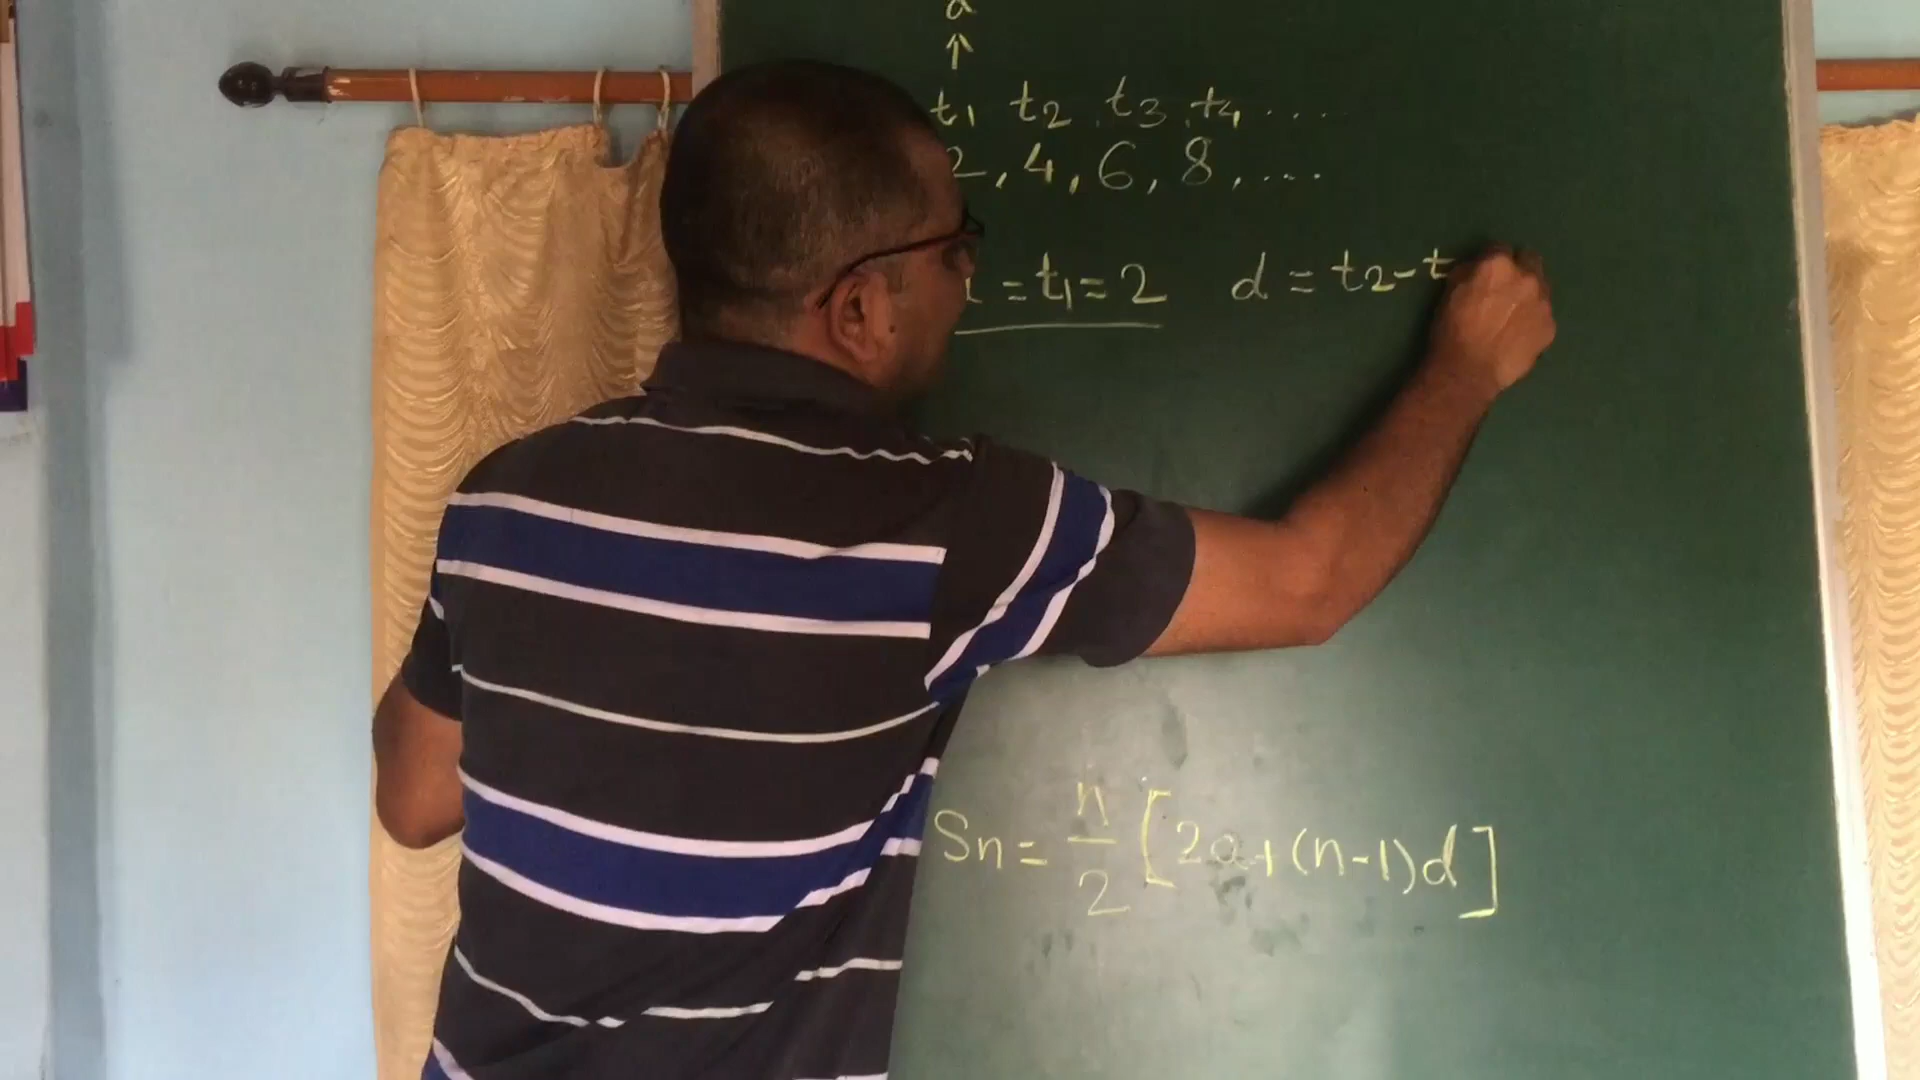 a
↑
t1 t2 t3 t4 ....
2, 4, 6, 8, ....
= t1 = 2 d = t2 - t
Sn = n/2 [2a + (n-1)d]